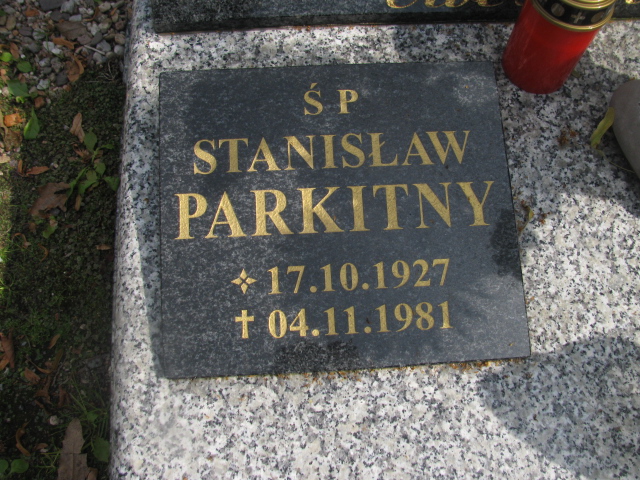 Ś P
STANISŁAW
PARKITNY
17.10.1927
04.11.1981